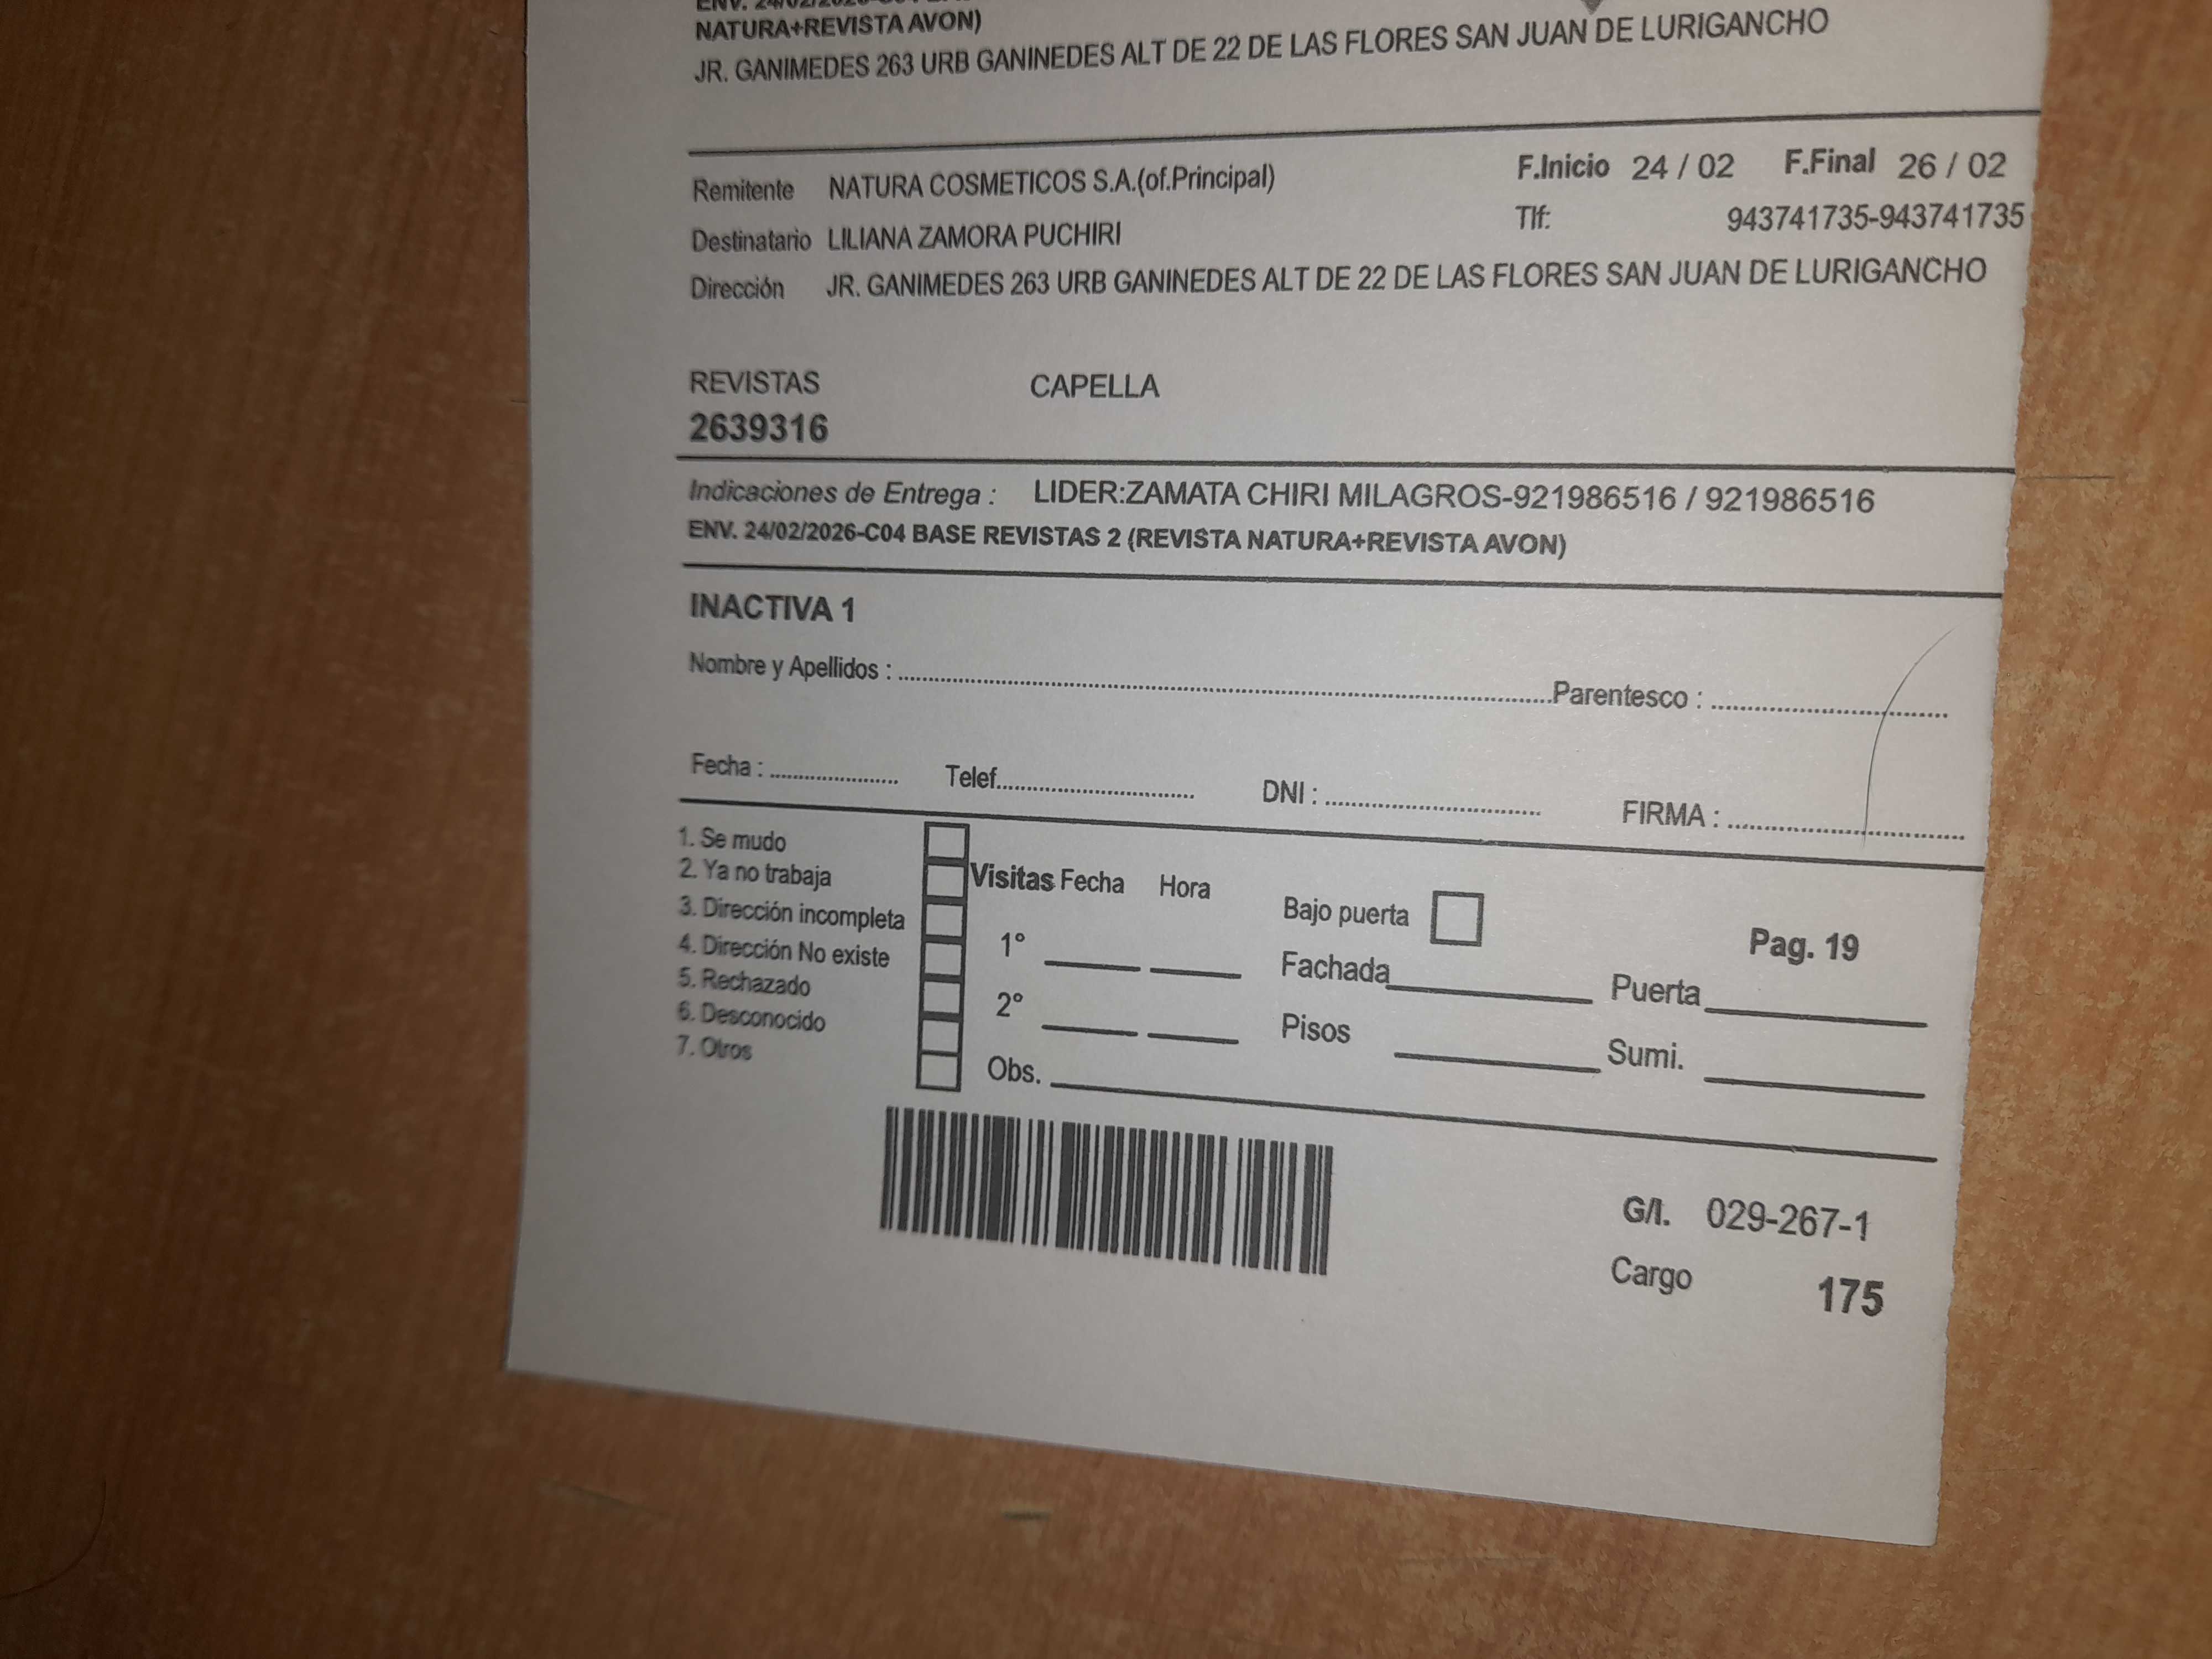 NATURA+REVISTA AVON)
JR. GANIMEDES 263 URB GANINEDES ALT DE 22 DE LAS FLORES SAN JUAN DE LURIGANCHO
Remitente NATURA COSMETICOS S.A.(of.Principal) F.Inicio 24 / 02 F.Final 26 / 02
Destinatario LILIANA ZAMORA PUCHIRI Tlf: 943741735-943741735
Dirección JR. GANIMEDES 263 URB GANINEDES ALT DE 22 DE LAS FLORES SAN JUAN DE LURIGANCHO
REVISTAS CAPELLA
2639316
Indicaciones de Entrega : LIDER:ZAMATA CHIRI MILAGROS-921986516 / 921986516
ENV. 24/02/2026-C04 BASE REVISTAS 2 (REVISTA NATURA+REVISTA AVON)
INACTIVA 1
Nombre y Apellidos : Parentesco :
Fecha : Telef. DNI : FIRMA :
1. Se mudo
2. Ya no trabaja
3. Dirección incompleta
4. Dirección No existe
5. Rechazado
6. Desconocido
7. Otros
Visitas Fecha Hora
1°
2°
Obs.
Bajo puerta
Fachada
Pisos
Pag. 19
Puerta
Sumi.
G/I. 029-267-1
Cargo 175